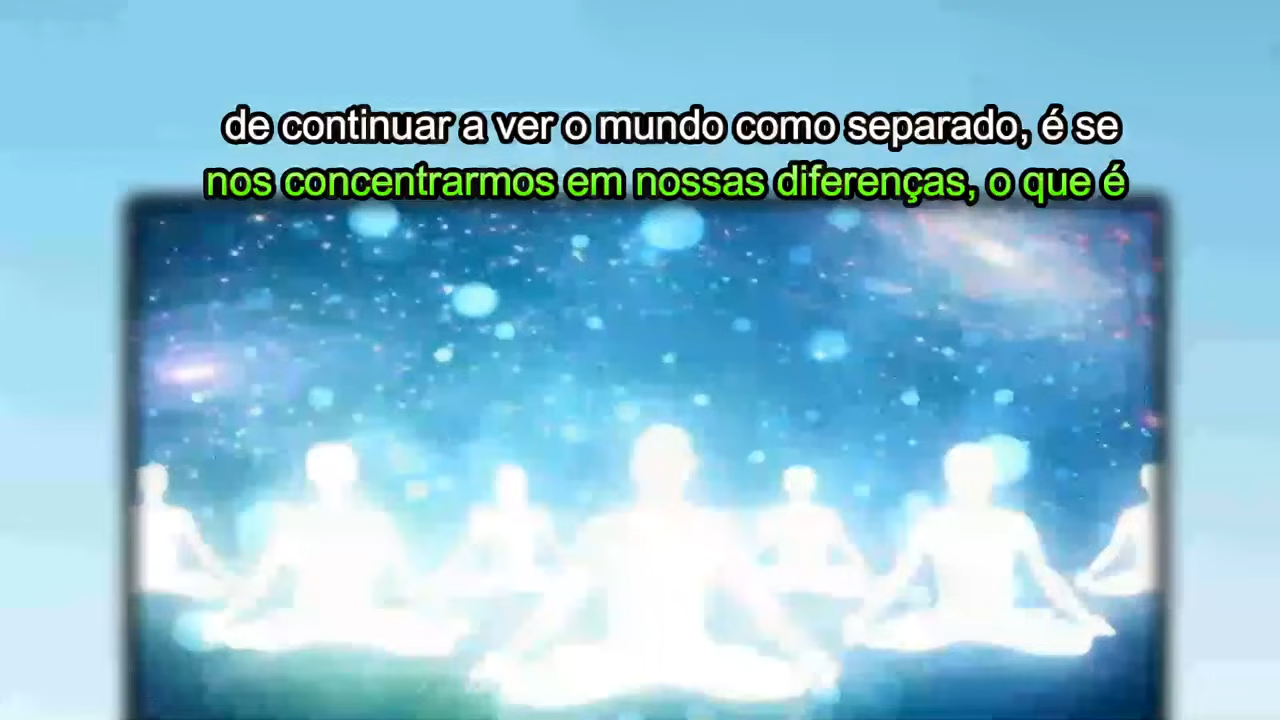 de continuar a ver o mundo como separado, é se
nos concentrarmos em nossas diferenças, o que é